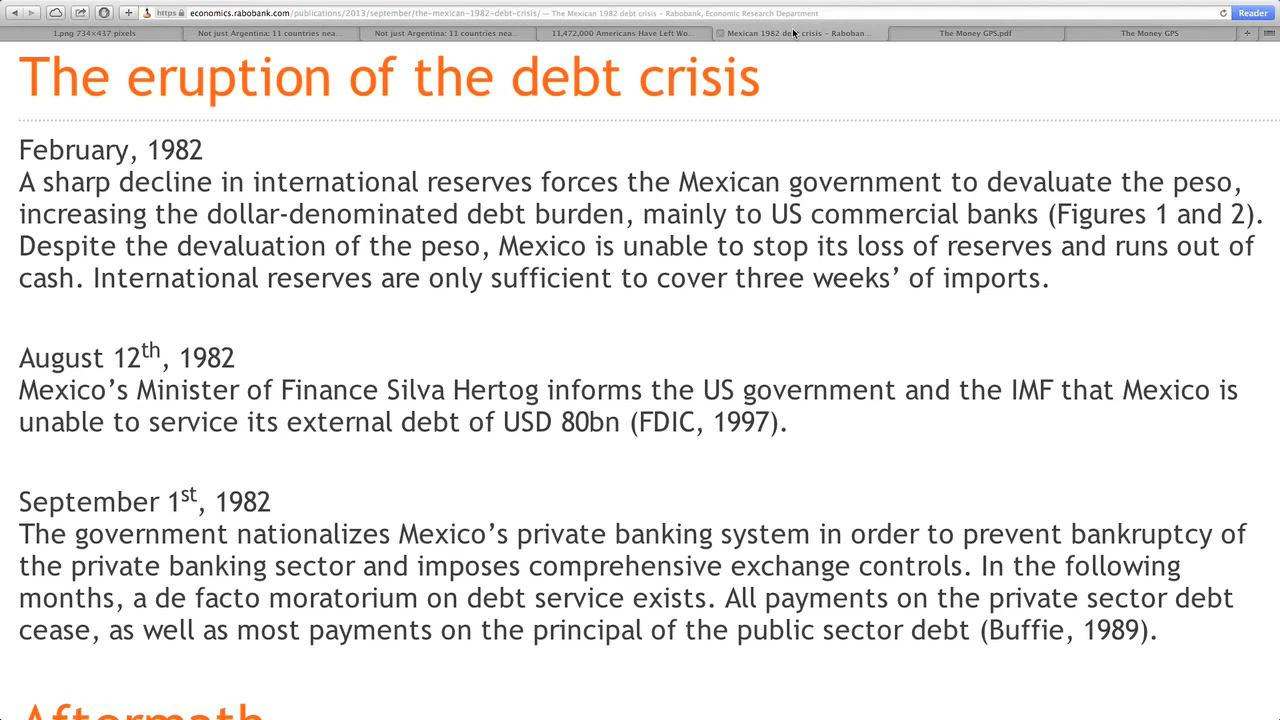 https economics.rabobank.com/publications/2013/september/the-mexican-1982-debt-crisis/ — The Mexican 1982 debt crisis - Rabobank, Economic Research Department
Reader
1.png 734×437 pixels
Not just Argentina: 11 countries nea...
Not just Argentina: 11 countries nea...
11,472,000 Americans Have Left Wo...
Mexican 1982 debt crisis - Raboban...
The Money GPS.pdf
The Money GPS
The eruption of the debt crisis
February, 1982
A sharp decline in international reserves forces the Mexican government to devaluate the peso,
increasing the dollar-denominated debt burden, mainly to US commercial banks (Figures 1 and 2).
Despite the devaluation of the peso, Mexico is unable to stop its loss of reserves and runs out of
cash. International reserves are only sufficient to cover three weeks’ of imports.
August 12th, 1982
Mexico’s Minister of Finance Silva Hertog informs the US government and the IMF that Mexico is
unable to service its external debt of USD 80bn (FDIC, 1997).
September 1st, 1982
The government nationalizes Mexico’s private banking system in order to prevent bankruptcy of
the private banking sector and imposes comprehensive exchange controls. In the following
months, a de facto moratorium on debt service exists. All payments on the private sector debt
cease, as well as most payments on the principal of the public sector debt (Buffie, 1989).
Aftermath